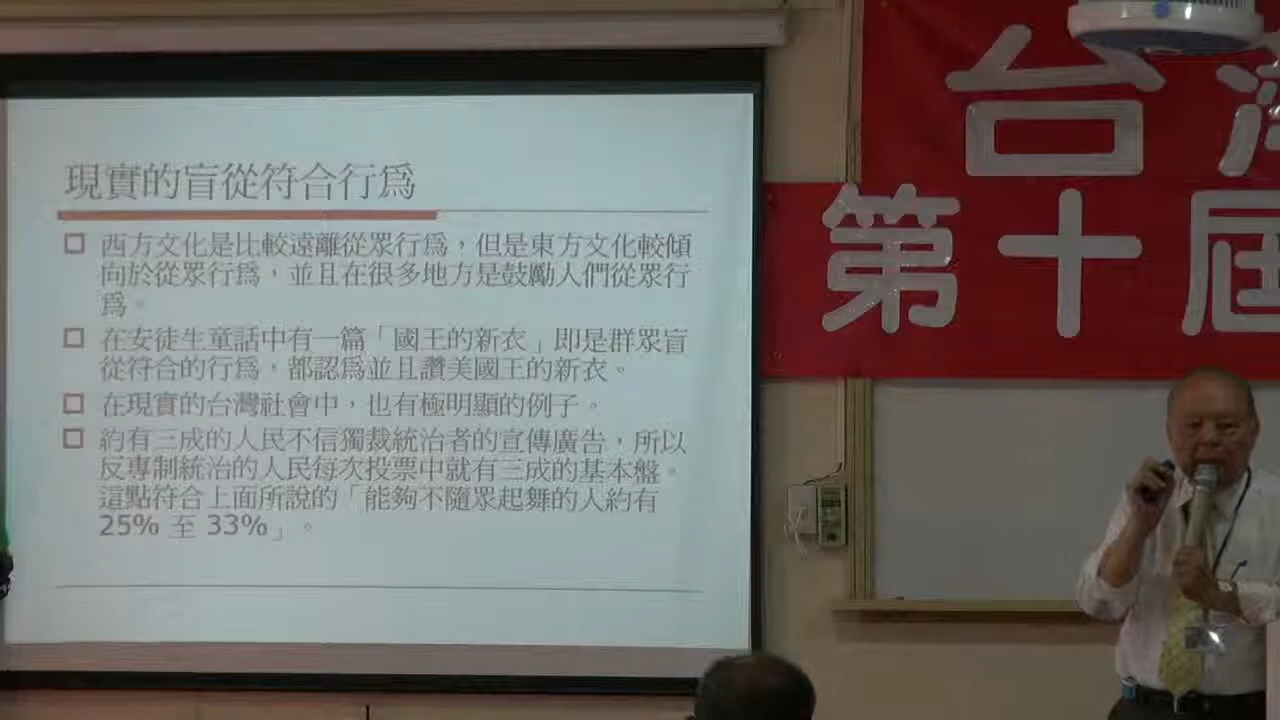 現實的盲從符合行為
西方文化是比較遠離從眾行為，但是東方文化較傾
向於從眾行為，並且在很多地方是鼓勵人們從眾行
為。
在安徒生童話中有一篇「國王的新衣」即是群眾盲
從符合的行為，都認為並且讚美國王的新衣。
在現實的台灣社會中，也有極明顯的例子。
約有三成的人民不信獨裁統治者的宣傳廣告，所以
反專制統治的人民每次投票中就有三成的基本盤。
這點符合上面所說的「能夠不隨眾起舞的人約有
25% 至 33%」。
台
第十屆